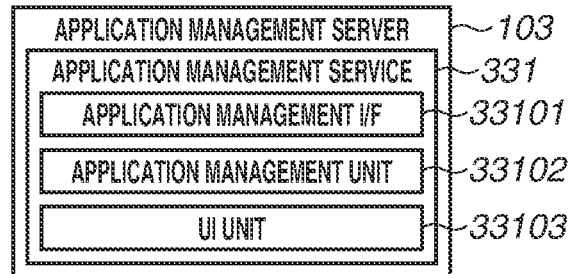 APPLICATION MANAGEMENT SERVER 103
APPLICATION MANAGEMENT SERVICE 331
APPLICATION MANAGEMENT I/F 33101
APPLICATION MANAGEMENT UNIT 33102
UI UNIT 33103